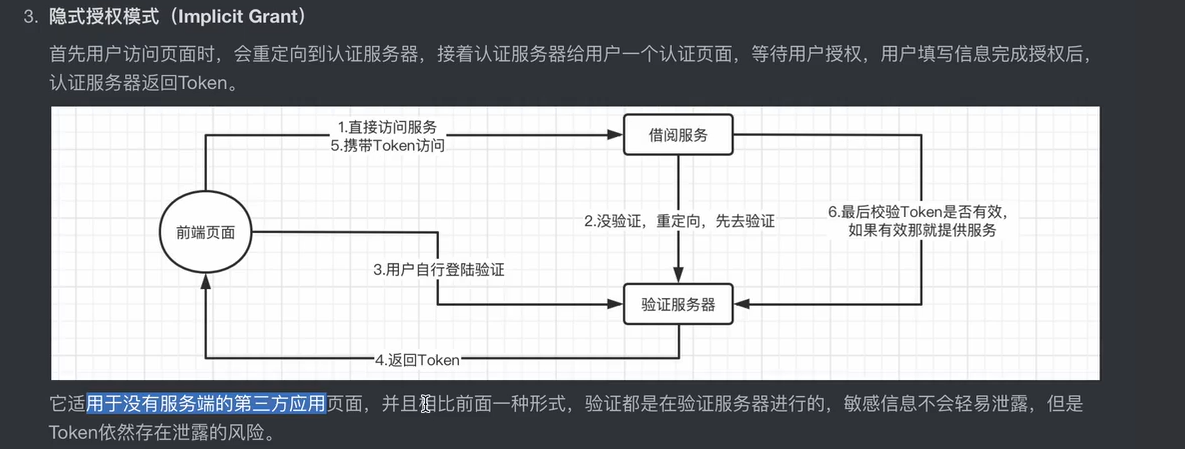 3. 隐式授权模式（Implicit Grant）
首先用户访问页面时，会重定向到认证服务器，接着认证服务器给用户一个认证页面，等待用户授权，用户填写信息完成授权后，
认证服务器返回Token。
1.直接访问服务
5.携带Token访问
借阅服务
2.没验证，重定向，先去验证
6.最后校验Token是否有效，
如果有效那就提供服务
前端页面
3.用户自行登陆验证
验证服务器
4.返回Token
它适用于没有服务端的第三方应用页面，并且相比前面一种形式，验证都是在验证服务器进行的，敏感信息不会轻易泄露，但是
Token依然存在泄露的风险。